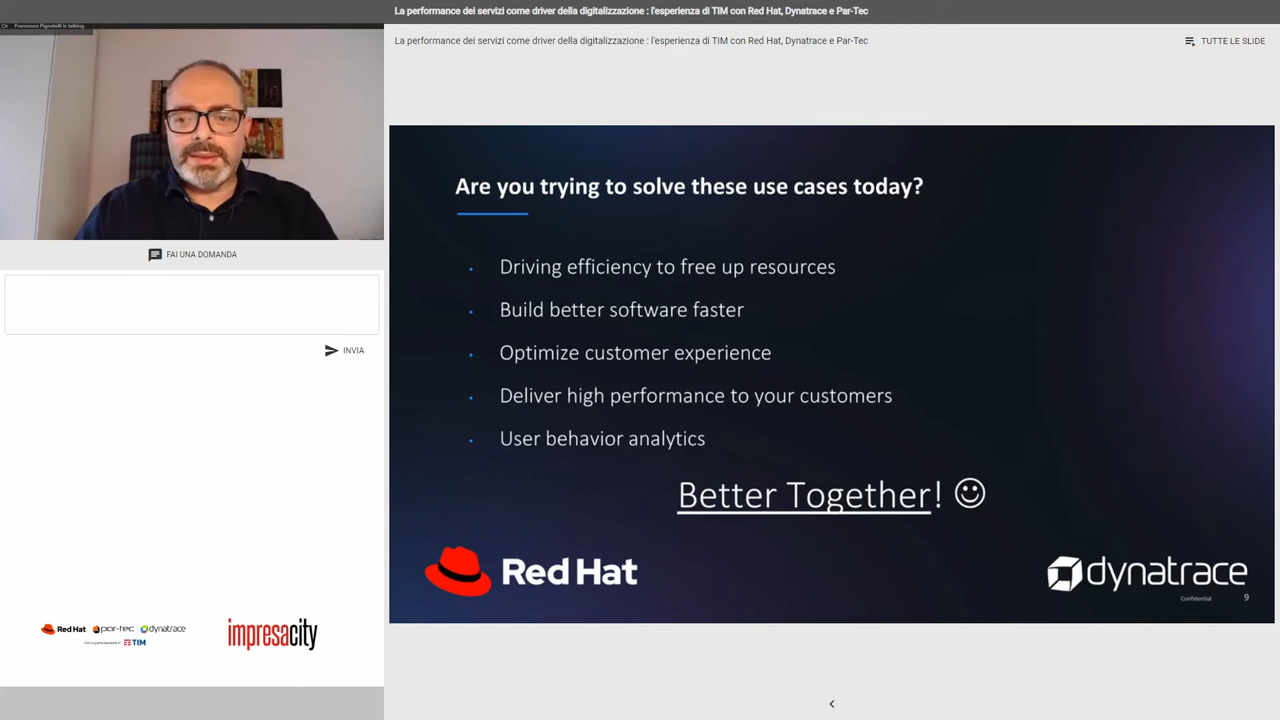 La performance dei servizi come driver della digitalizzazione : l'esperienza di TIM con Red Hat, Dynatrace e Par-Tec
Francesco Pignatelli is talking
La performance dei servizi come driver della digitalizzazione : l'esperienza di TIM con Red Hat, Dynatrace e Par-Tec
TUTTE LE SLIDE
Are you trying to solve these use cases today?
• Driving efficiency to free up resources
• Build better software faster
• Optimize customer experience
• Deliver high performance to your customers
• User behavior analytics
Better Together! ☺
Red Hat
dynatrace
Confidential
9
FAI UNA DOMANDA
INVIA
Red Hat par-tec dynatrace
TIM
impresacity